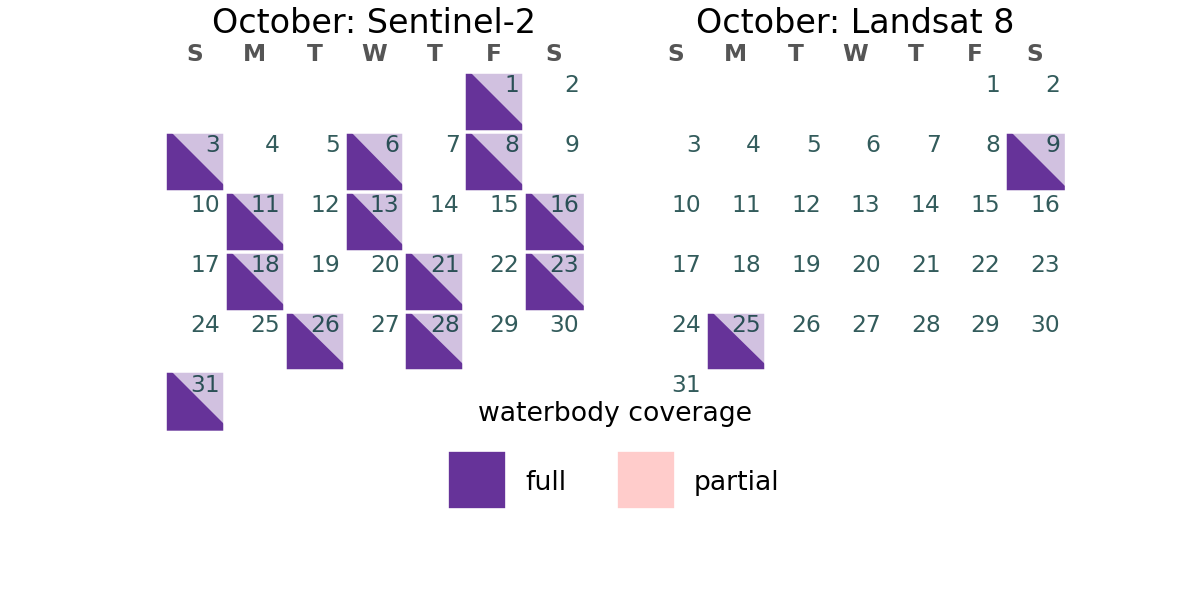 October: Sentinel-2
S M T W T F S
1 2
3 4 5 6 7 8 9
10 11 12 13 14 15 16
17 18 19 20 21 22 23
24 25 26 27 28 29 30
31
October: Landsat 8
S M T W T F S
1 2
3 4 5 6 7 8 9
10 11 12 13 14 15 16
17 18 19 20 21 22 23
24 25 26 27 28 29 30
31
waterbody coverage
full partial